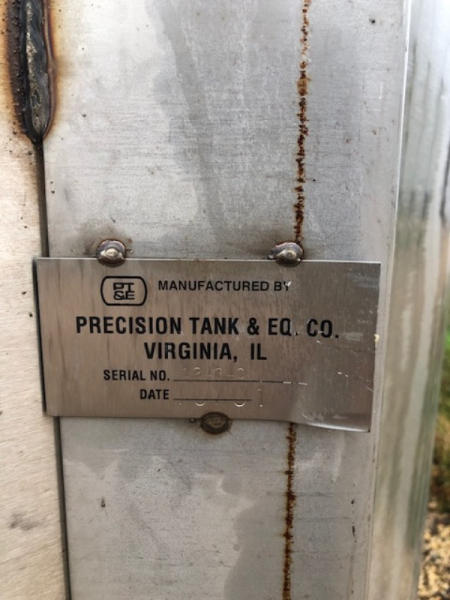 PT
&E
MANUFACTURED BY
PRECISION TANK & EQ. CO.
VIRGINIA, IL
SERIAL NO.
DATE